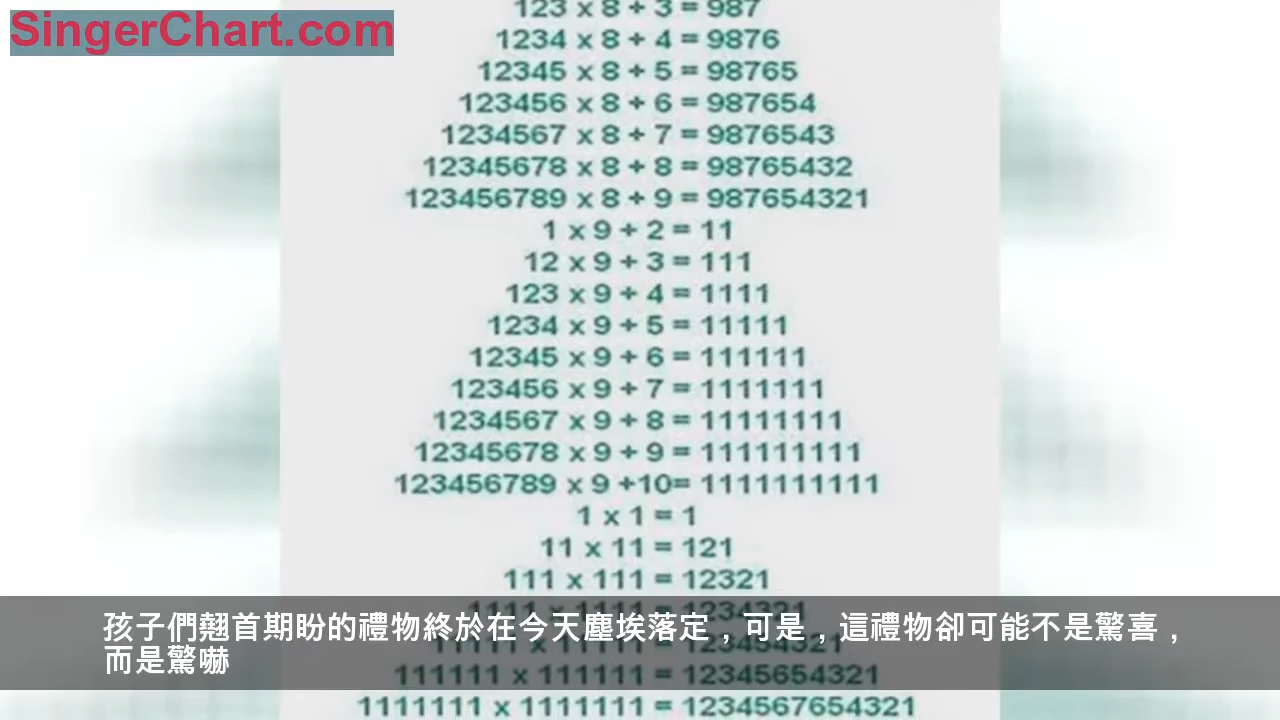 SingerChart.com
123 x 8 + 3 = 987
1234 x 8 + 4 = 9876
12345 x 8 + 5 = 98765
123456 x 8 + 6 = 987654
1234567 x 8 + 7 = 9876543
12345678 x 8 + 8 = 98765432
123456789 x 8 + 9 = 987654321
1 x 9 + 2 = 11
12 x 9 + 3 = 111
123 x 9 + 4 = 1111
1234 x 9 + 5 = 11111
12345 x 9 + 6 = 111111
123456 x 9 + 7 = 1111111
1234567 x 9 + 8 = 11111111
12345678 x 9 + 9 = 111111111
123456789 x 9 +10= 1111111111
1 x 1 = 1
11 x 11 = 121
111 x 111 = 12321
1111 x 1111 = 1234321
孩子們翹首期盼的禮物終於在今天塵埃落定，可是，這禮物卻可能不是驚喜，
11111 x 11111 = 123454321
而是驚嚇
111111 x 111111 = 12345654321
1111111 x 1111111 = 1234567654321